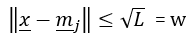 ‖x̲ − m̲ⱼ‖ ≤ √L = w